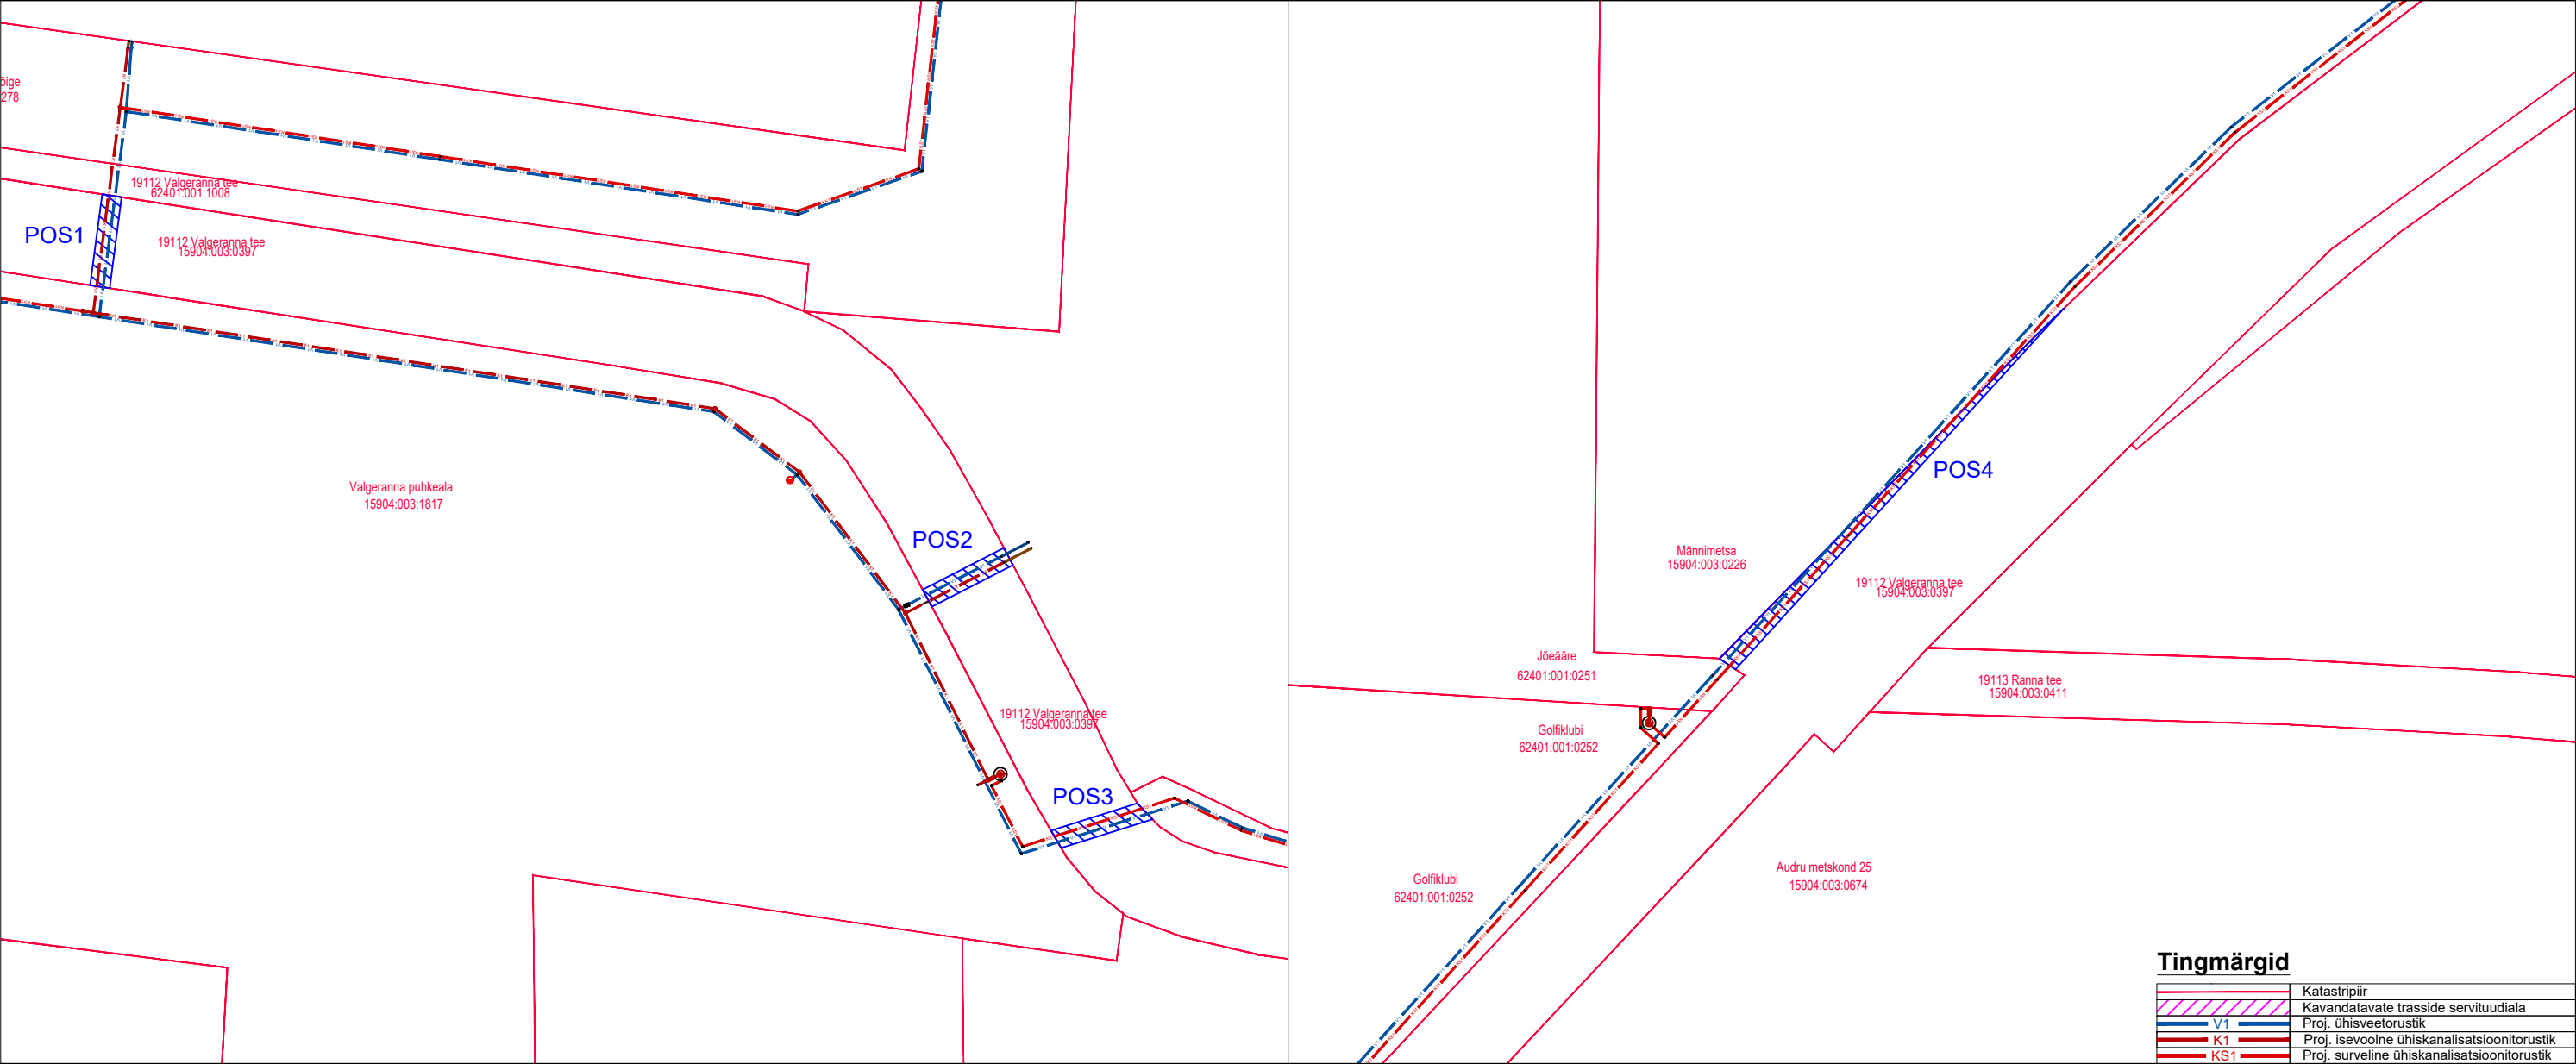 õige
278
19112 Valgeranna tee
62401:001:1008
POS1
19112 Valgeranna tee
15904:003:0397
Valgeranna puhkeala
15904:003:1817
POS2
19112 Valgeranna tee
15904:003:0397
POS3
POS4
Männimetsa
15904:003:0226
19112 Valgeranna tee
15904:003:0397
Jõeääre
62401:001:0251
19113 Ranna tee
15904:003:0411
Golfiklubi
62401:001:0252
Golfiklubi
62401:001:0252
Audru metskond 25
15904:003:0674
Tingmärgid
Katastripiir
Kavandatavate trasside servituudiala
V1 Proj. ühisveetorustik
K1 Proj. isevoolne ühiskanalisatsioonitorustik
KS1 Proj. surveline ühiskanalisatsioonitorustik